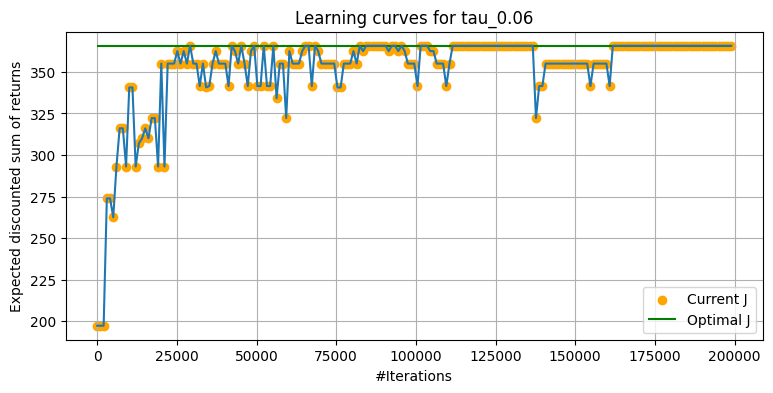 Learning curves for tau_0.06
Expected discounted sum of returns
350
325
300
275
250
225
200
0 25000 50000 75000 100000 125000 150000 175000 200000
#Iterations
Current J
Optimal J